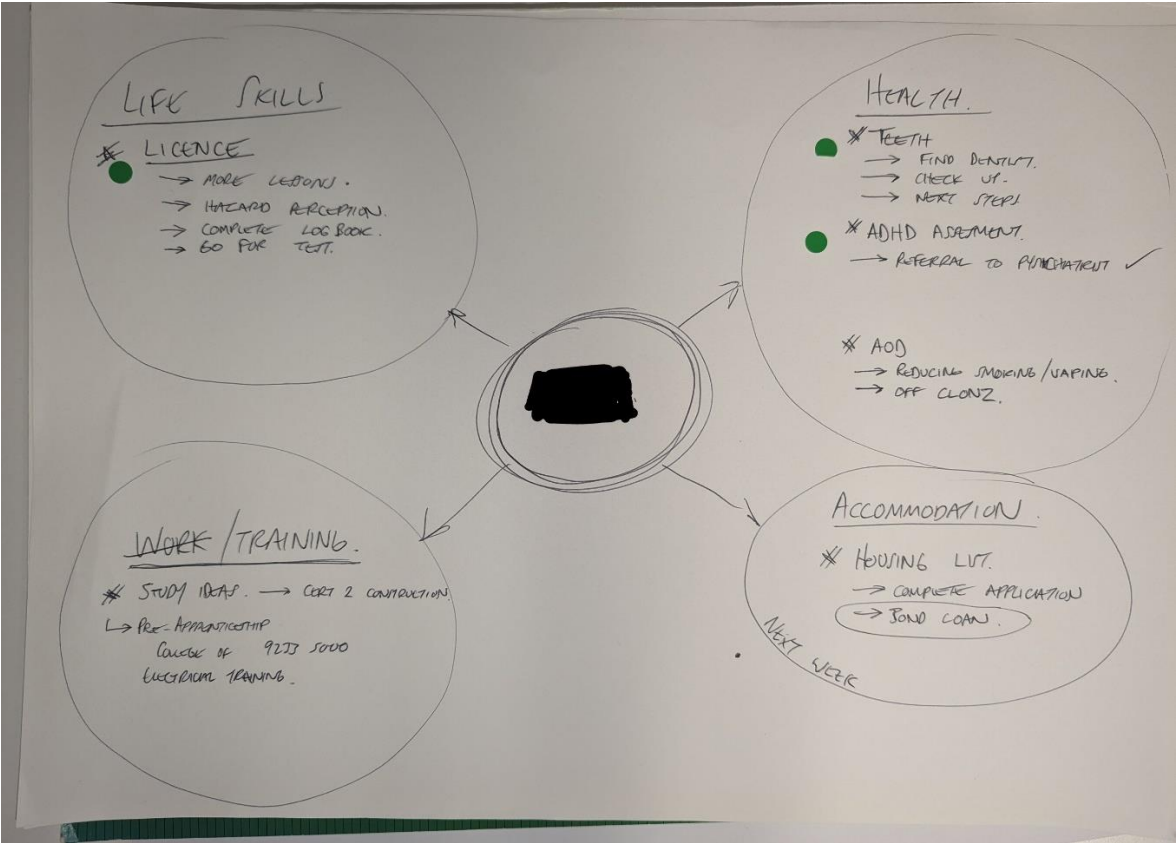 LIFE SKILLS
LICENCE
→ MORE LESSONS.
→ HAZARD PERCEPTION.
→ COMPLETE LOG BOOK.
→ GO FOR TEST.
HEALTH.
TEETH
→ FIND DENTIST.
→ CHECK UP.
→ NEXT STEPS
ADHD
→ REFERRAL TO ✓
AOD
→ REDUCING SMOKING/VAPING.
→ OFF CLONZ.
WORK/TRAINING.
STUDY IDEAS. → CERT 2 CONSTRUCTION.
↳ PRE-APPRENTICESHIP
COLLEGE OF 9233 5000
ELECTRICAL TRAINING.
ACCOMMODATION.
HOUSING LIST.
→ COMPLETE APPLICATION
→ BOND LOAN.
NEXT WEEK